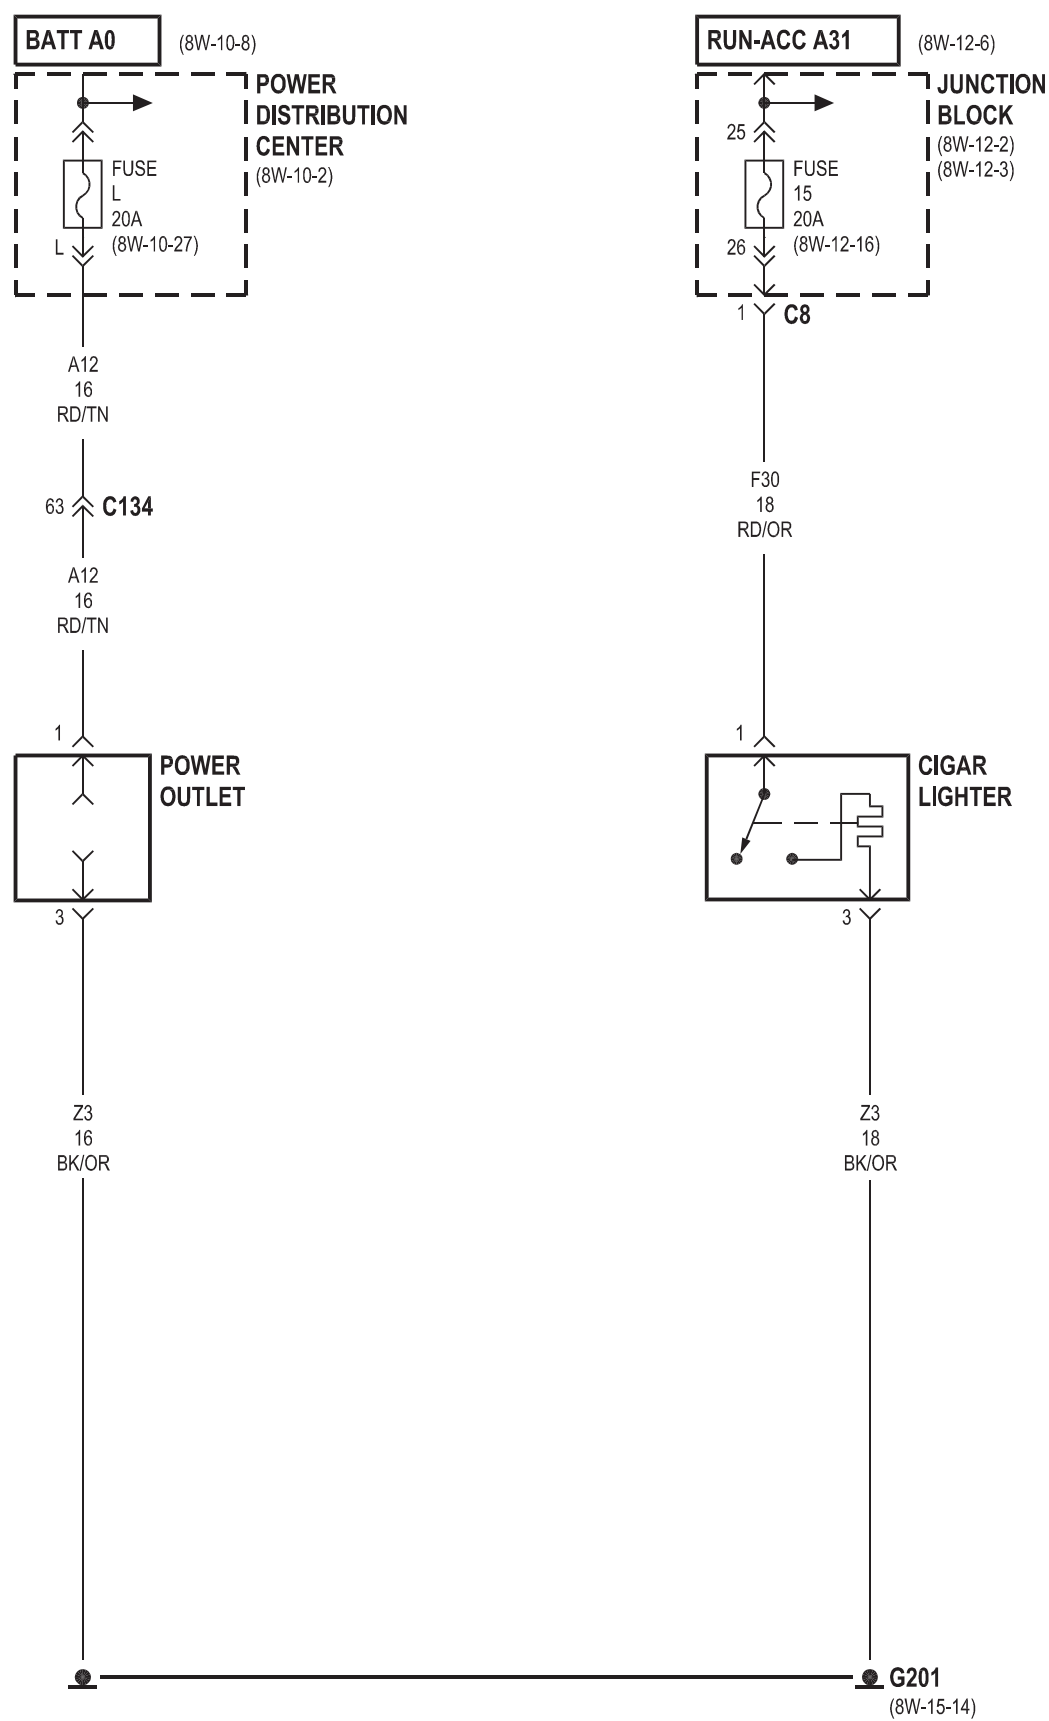 BATT A0
(8W-10-8)
POWER
DISTRIBUTION
CENTER
(8W-10-2)
FUSE
L
20A
(8W-10-27)
L
A12
16
RD/TN
63
C134
A12
16
RD/TN
1
POWER
OUTLET
3
Z3
16
BK/OR
RUN-ACC A31
(8W-12-6)
JUNCTION
BLOCK
(8W-12-2)
(8W-12-3)
25
FUSE
15
20A
(8W-12-16)
26
1
C8
F30
18
RD/OR
1
CIGAR
LIGHTER
3
Z3
18
BK/OR
G201
(8W-15-14)